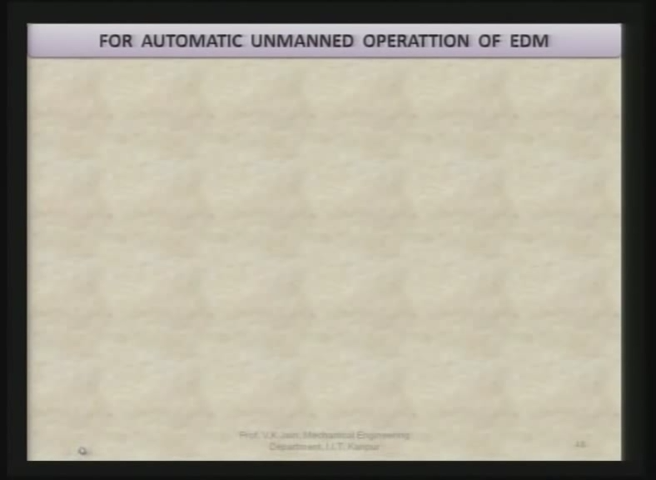 FOR AUTOMATIC UNMANNED OPERATTION OF EDM
Prof. V.K.Jain, Mechanical Engineering
Department, I.I.T. Kanpur